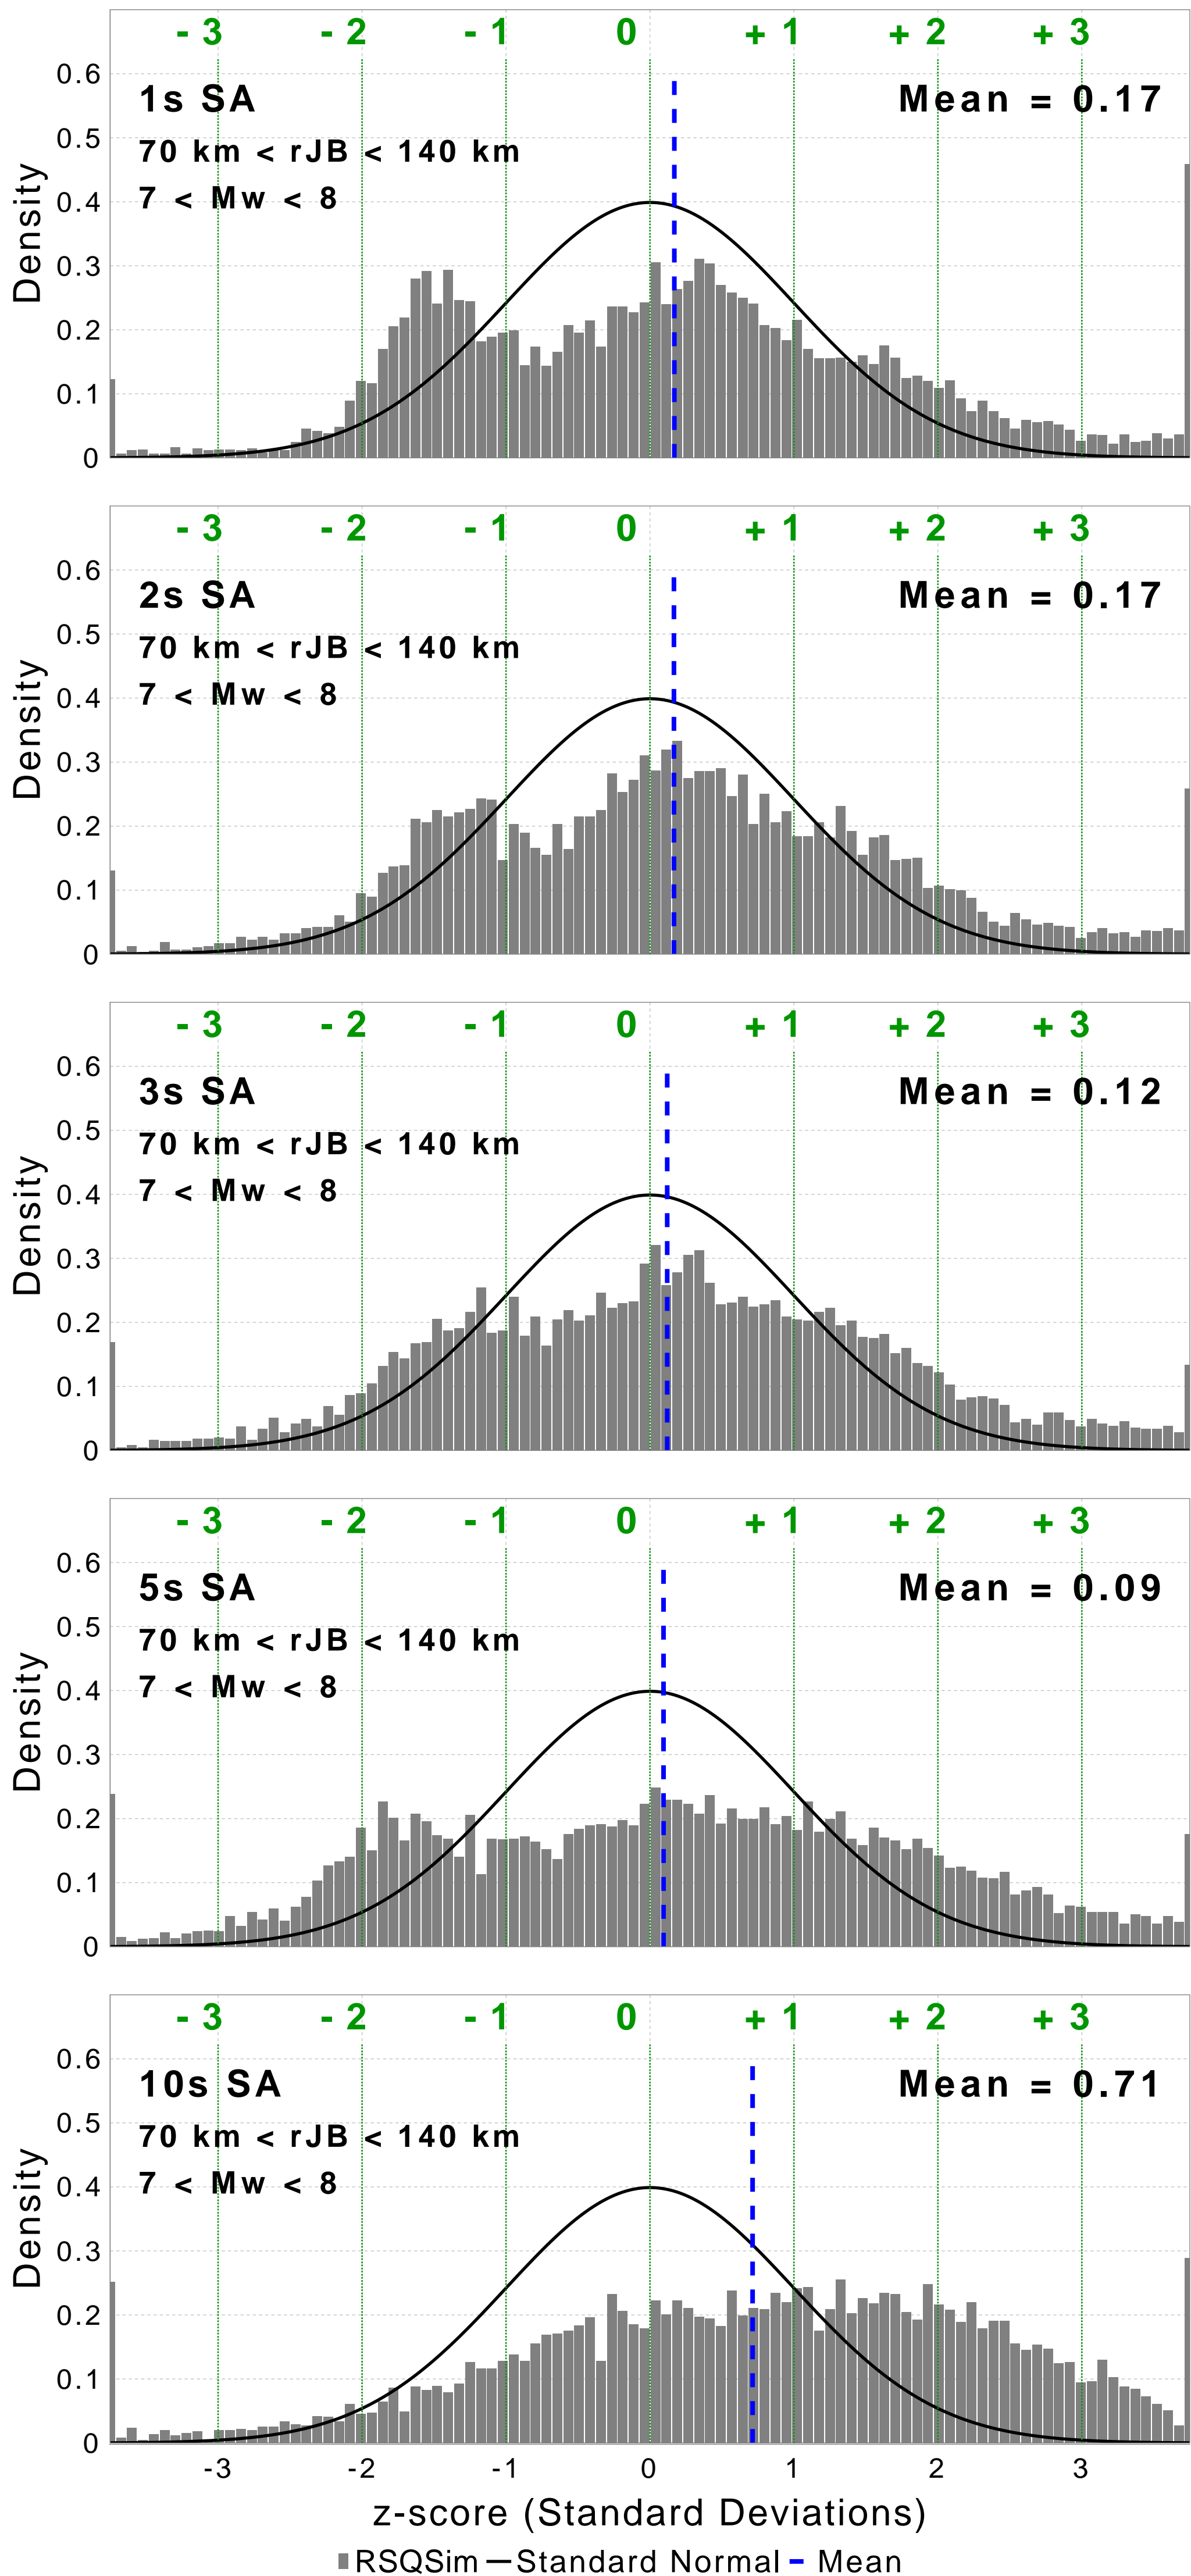 - 3 - 2 - 1 0 + 1 + 2 + 3
0.6
1s SA Mean = 0.17
0.5
70 km < rJB < 140 km
7 < Mw < 8
0.4
Density
0.3
0.2
0.1
0
- 3 - 2 - 1 0 + 1 + 2 + 3
0.6
2s SA Mean = 0.17
0.5
70 km < rJB < 140 km
7 < Mw < 8
0.4
Density
0.3
0.2
0.1
0
- 3 - 2 - 1 0 + 1 + 2 + 3
0.6
3s SA Mean = 0.12
0.5
70 km < rJB < 140 km
7 < Mw < 8
0.4
Density
0.3
0.2
0.1
0
- 3 - 2 - 1 0 + 1 + 2 + 3
0.6
5s SA Mean = 0.09
0.5
70 km < rJB < 140 km
7 < Mw < 8
0.4
Density
0.3
0.2
0.1
0
- 3 - 2 - 1 0 + 1 + 2 + 3
0.6
10s SA Mean = 0.71
0.5
70 km < rJB < 140 km
7 < Mw < 8
0.4
Density
0.3
0.2
0.1
0
-3 -2 -1 0 1 2 3
z-score (Standard Deviations)
RSQSim Standard Normal Mean